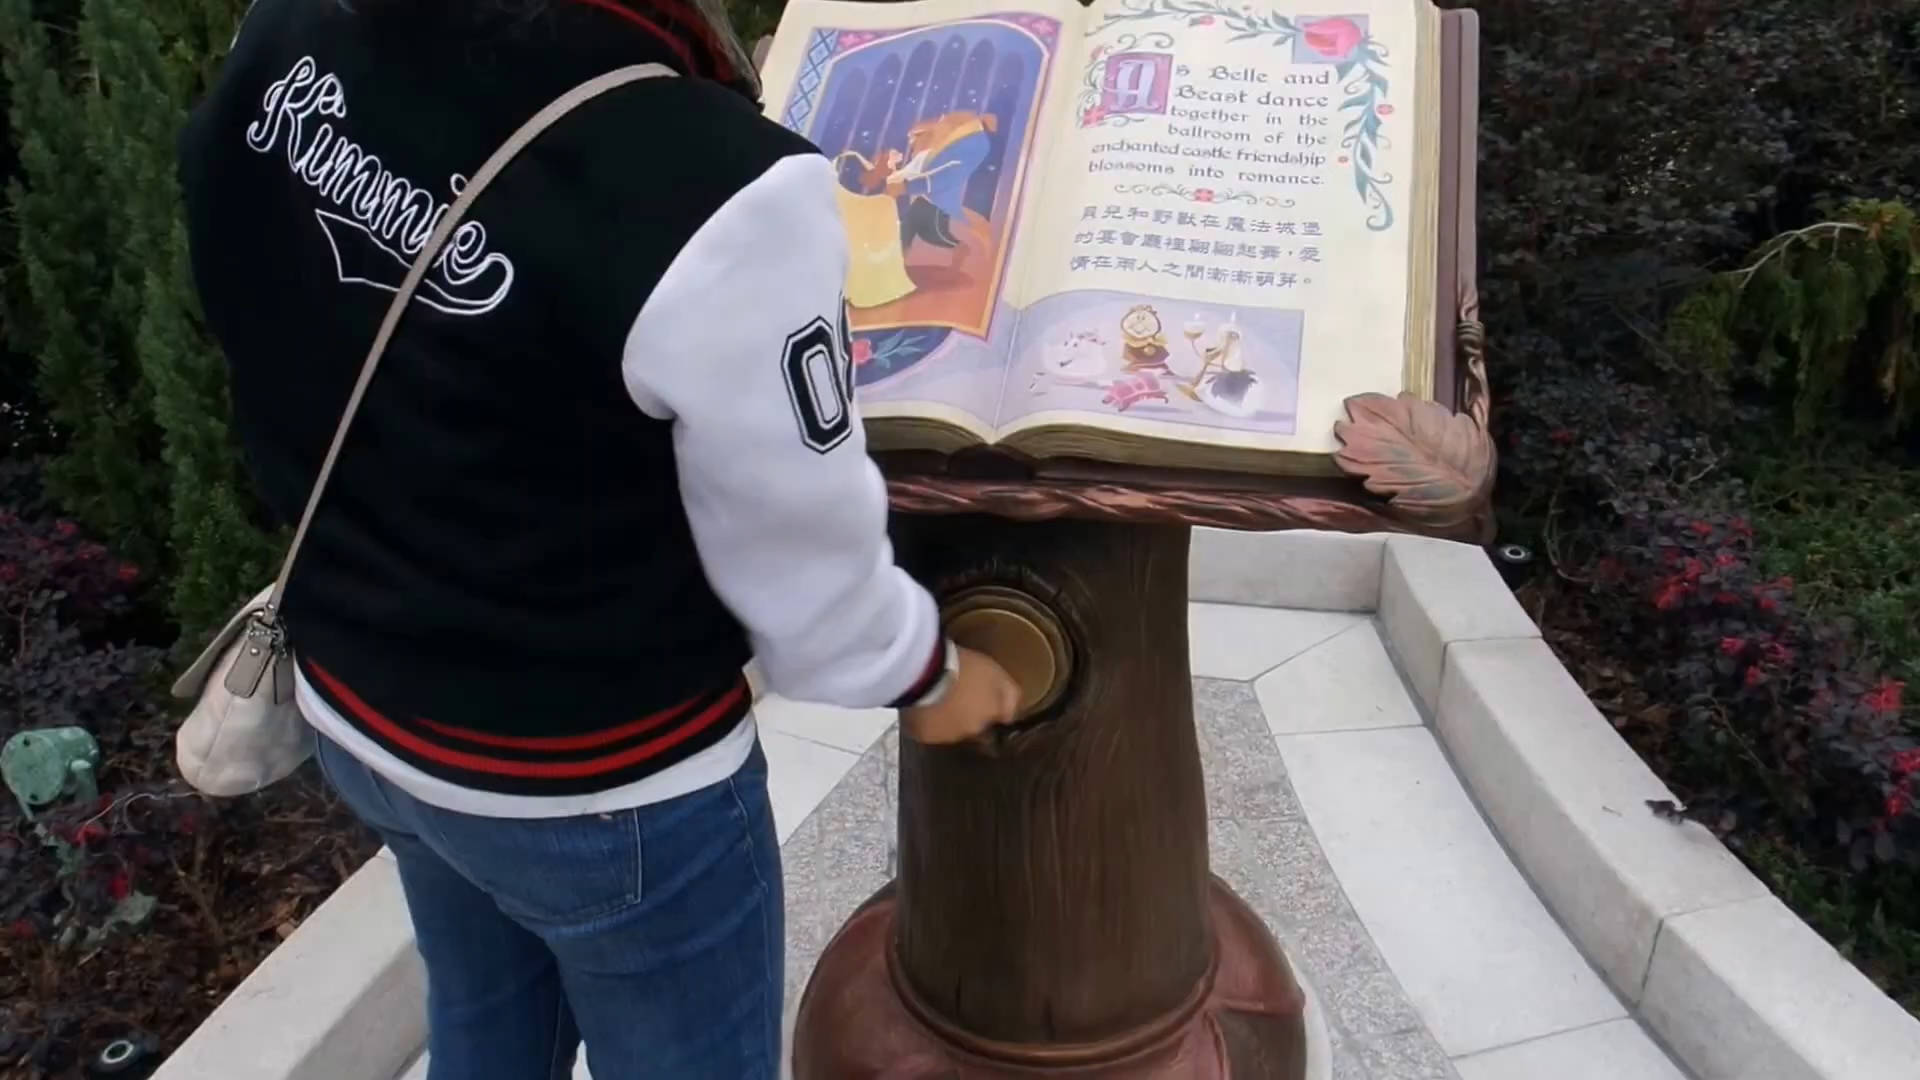 Kimmie
0
As Belle and
Beast dance
together in the
ballroom of the
enchanted castle friendship
blossoms into romance.
貝兒和野獸在魔法城堡
的宴會廳裡翩翩起舞，愛
情在兩人之間漸漸萌芽。